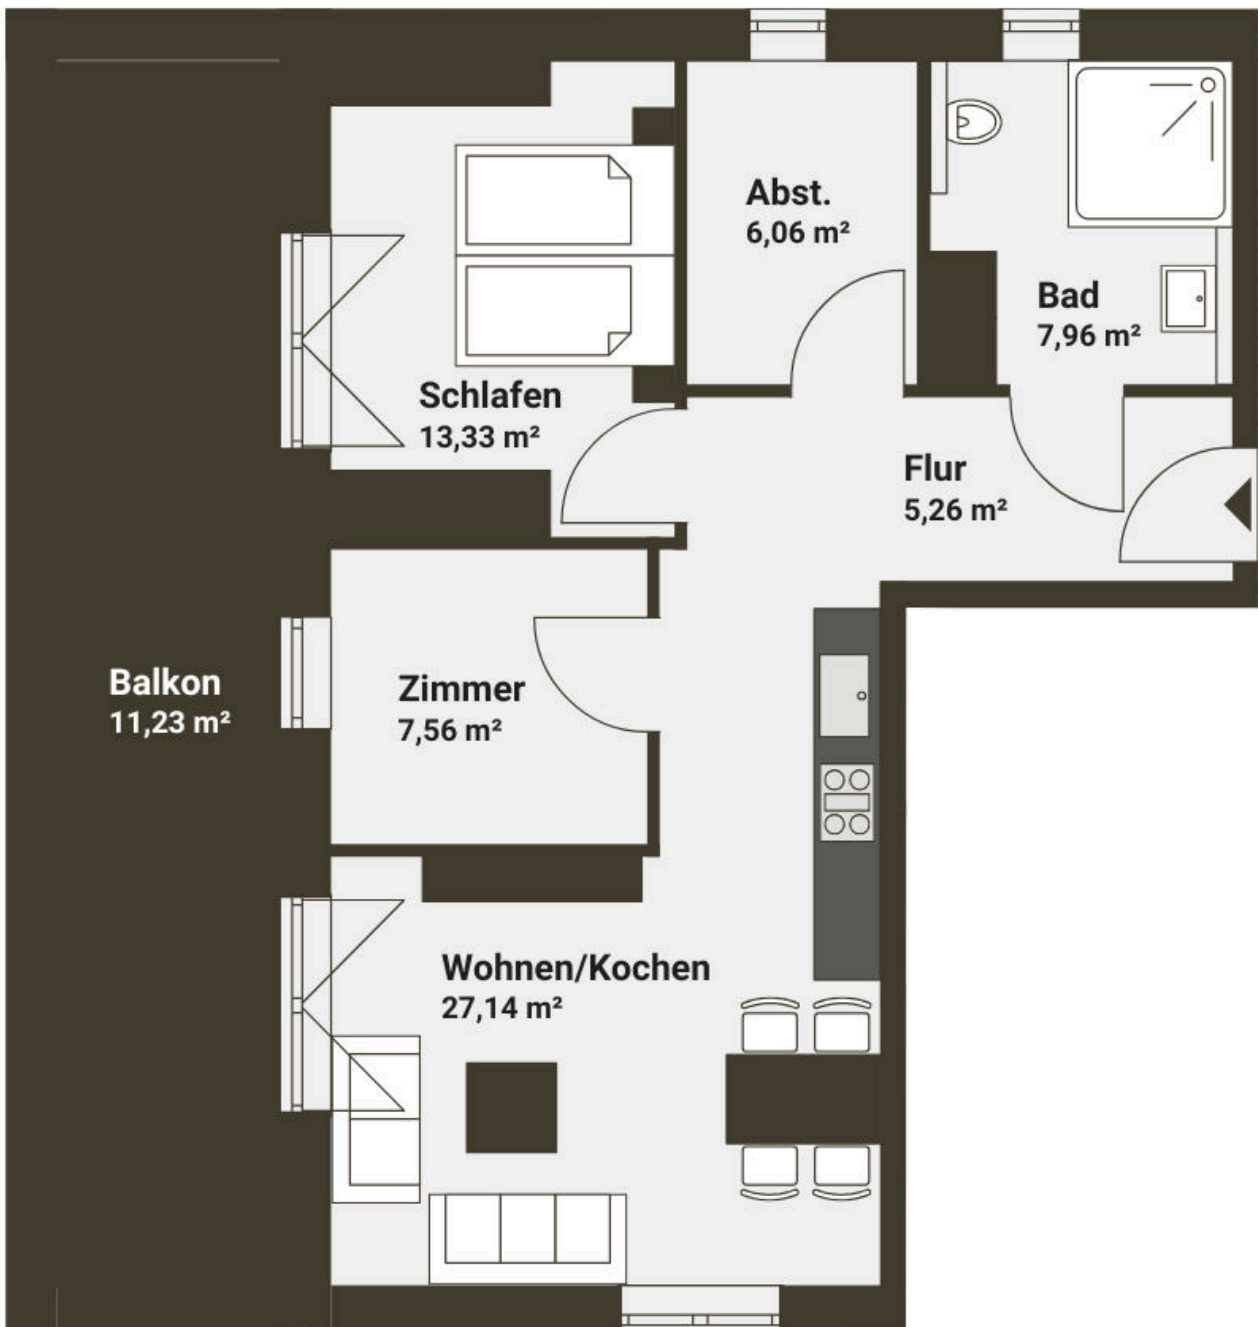 Abst.
6,06 m²
Bad
7,96 m²
Schlafen
13,33 m²
Flur
5,26 m²
Balkon
11,23 m²
Zimmer
7,56 m²
Wohnen/Kochen
27,14 m²